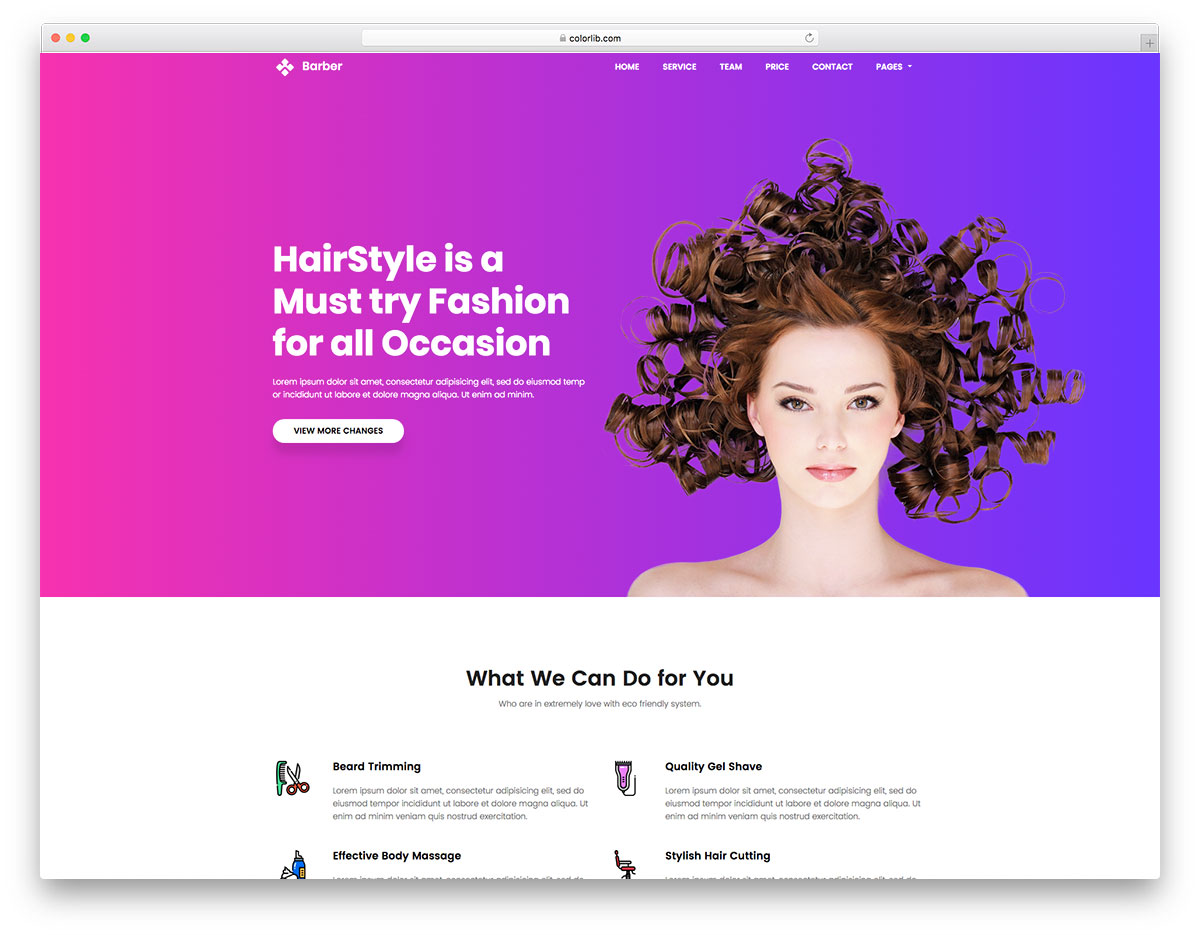 colorlib.com
Barber
HOME SERVICE TEAM PRICE CONTACT PAGES
HairStyle is a
Must try Fashion
for all Occasion
Lorem ipsum dolor sit amet, consectetur adipisicing elit, sed do eiusmod temp
or incididunt ut labore et dolore magna aliqua. Ut enim ad minim.
VIEW MORE CHANGES
What We Can Do for You
Who are in extremely love with eco friendly system.
Beard Trimming
Lorem ipsum dolor sit amet, consectetur adipisicing elit, sed do
eiusmod tempor incididunt ut labore et dolore magna aliqua. Ut
enim ad minim veniam quis nostrud exercitation.
Quality Gel Shave
Lorem ipsum dolor sit amet, consectetur adipisicing elit, sed do
eiusmod tempor incididunt ut labore et dolore magna aliqua. Ut
enim ad minim veniam quis nostrud exercitation.
Effective Body Massage
Stylish Hair Cutting